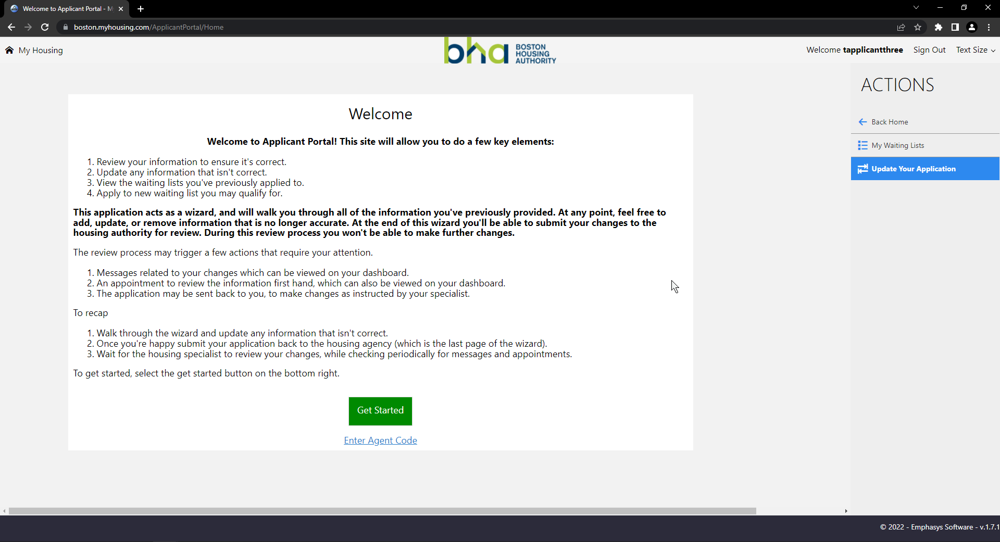 Welcome to Applicant Portal - M
boston.myhousing.com/ApplicantPortal/Home
My Housing
bha BOSTON
HOUSING
AUTHORITY
Welcome tapplicantthree Sign Out Text Size
ACTIONS
Back Home
My Waiting Lists
Update Your Application
Welcome
Welcome to Applicant Portal! This site will allow you to do a few key elements:
1. Review your information to ensure it's correct.
2. Update any information that isn't correct.
3. View the waiting lists you've previously applied to.
4. Apply to new waiting list you may qualify for.
This application acts as a wizard, and will walk you through all of the information you've previously provided. At any point, feel free to
add, update, or remove information that is no longer accurate. At the end of this wizard you'll be able to submit your changes to the
housing authority for review. During this review process you won't be able to make further changes.
The review process may trigger a few actions that require your attention.
1. Messages related to your changes which can be viewed on your dashboard.
2. An appointment to review the information first hand, which can also be viewed on your dashboard.
3. The application may be sent back to you, to make changes as instructed by your specialist.
To recap
1. Walk through the wizard and update any information that isn't correct.
2. Once you're happy submit your application back to the housing agency (which is the last page of the wizard).
3. Wait for the housing specialist to review your changes, while checking periodically for messages and appointments.
To get started, select the get started button on the bottom right.
Get Started
Enter Agent Code
© 2022 - Emphasys Software - v.1.7.1